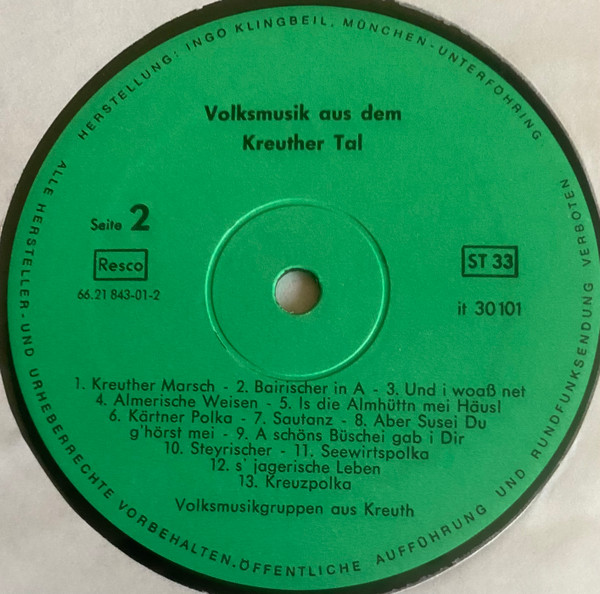 HERSTELLUNG: INGO KLINGBEIL, MÜNCHEN-UNTERFÖHRING
Volksmusik aus dem
Kreuther Tal
Seite 2
Resco
66.21 843-01-2
ST 33
it 30 101
1. Kreuther Marsch - 2. Bairischer in A - 3. Und i woaß net
4. Almerische Weisen - 5. Is die Almhüttn mei Häusl
6. Kärtner Polka - 7. Sautanz - 8. Aber Susei Du
g'hörst mei - 9. A schöns Büschei gab i Dir
10. Steyrischer - 11. Seewirtspolka
12. s' jagerische Leben
13. Kreuzpolka
Volksmusikgruppen aus Kreuth
ALLE HERSTELLER- UND URHEBERRECHTE VORBEHALTEN. ÖFFENTLICHE AUFFÜHRUNG UND RUNDFUNKSENDUNG VERBOTEN